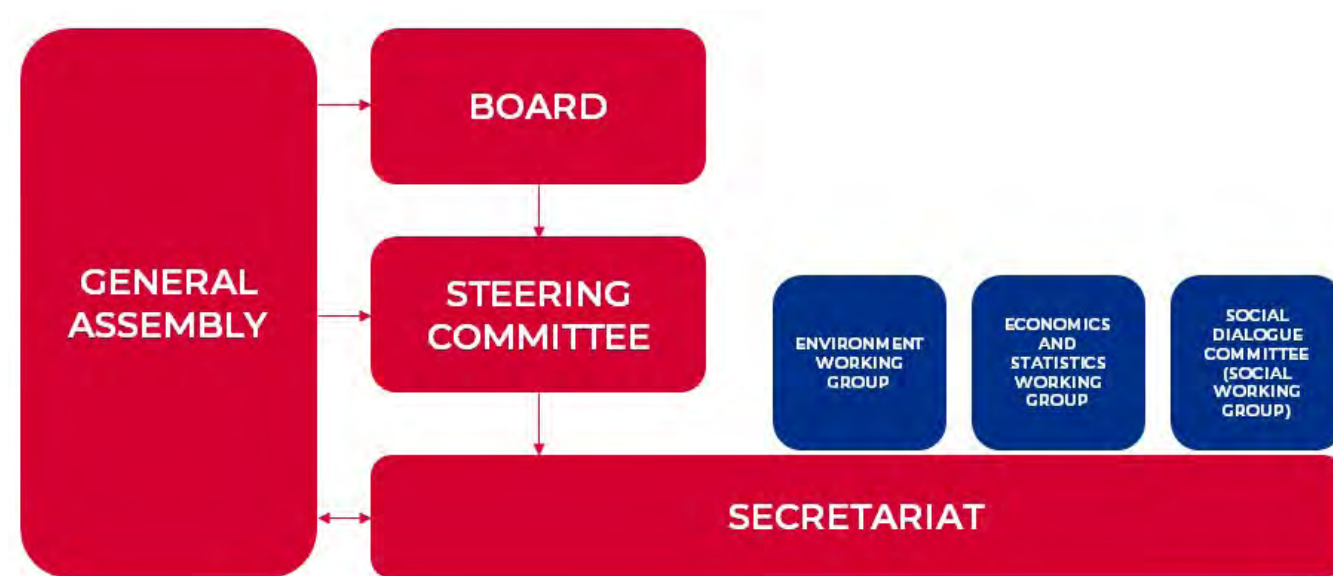 GENERAL
ASSEMBLY
BOARD
STEERING
COMMITTEE
ENVIRONMENT
WORKING
GROUP
ECONOMICS
AND
STATISTICS
WORKING
GROUP
SOCIAL
DIALOGUE
COMMITTEE
(SOCIAL
WORKING
GROUP)
SECRETARIAT